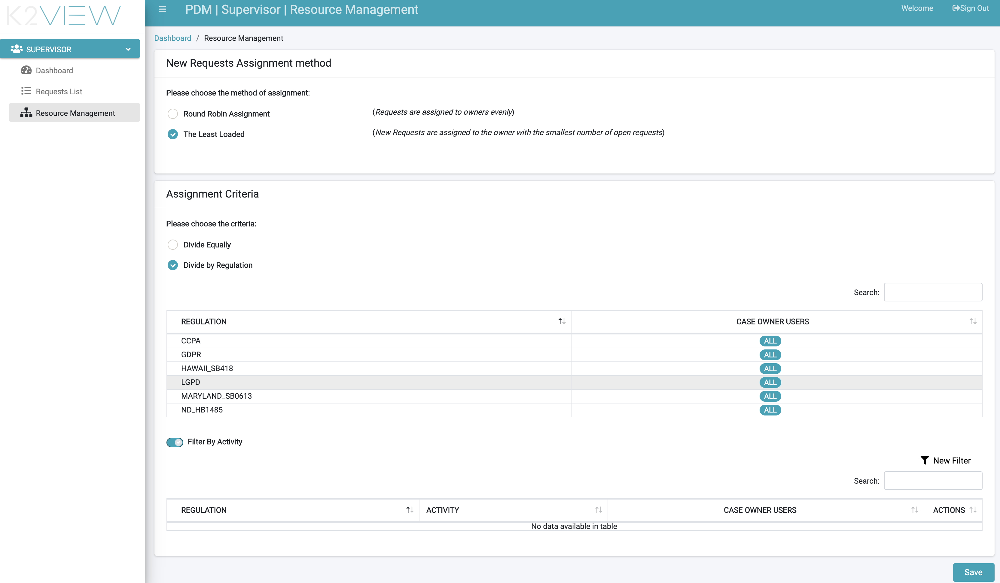 K2VIEW
PDM | Supervisor | Resource Management
Welcome
Sign Out
SUPERVISOR
Dashboard
Requests List
Resource Management
Dashboard / Resource Management
New Requests Assignment method
Please choose the method of assignment:
Round Robin Assignment (Requests are assigned to owners evenly)
The Least Loaded (New Requests are assigned to the owner with the smallest number of open requests)
Assignment Criteria
Please choose the criteria:
Divide Equally
Divide by Regulation
Search:
REGULATION CASE OWNER USERS
CCPA ALL
GDPR ALL
HAWAII_SB418 ALL
LGPD ALL
MARYLAND_SB0613 ALL
ND_HB1485 ALL
Filter By Activity
New Filter
Search:
REGULATION ACTIVITY CASE OWNER USERS ACTIONS
No data available in table
Save